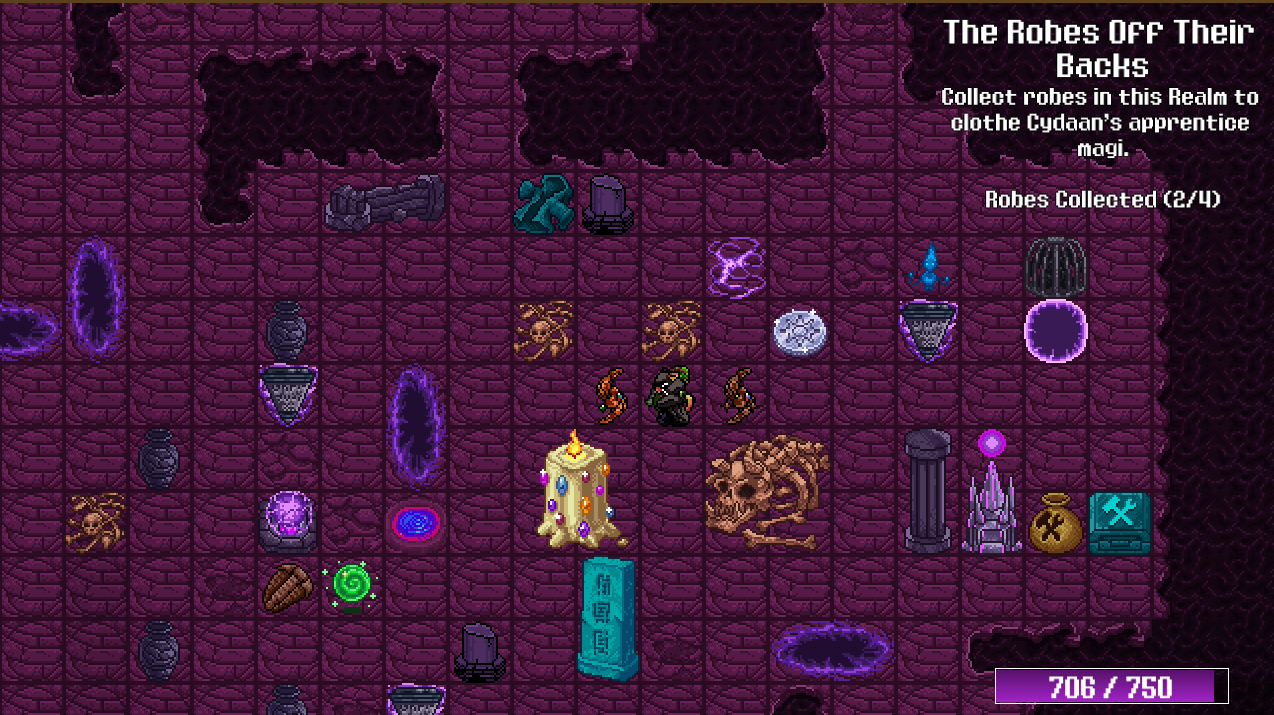 The Robes Off Their
Backs
Collect robes in this Realm to
clothe Cydaan's apprentice
magi.
Robes Collected (2/4)
706 / 750